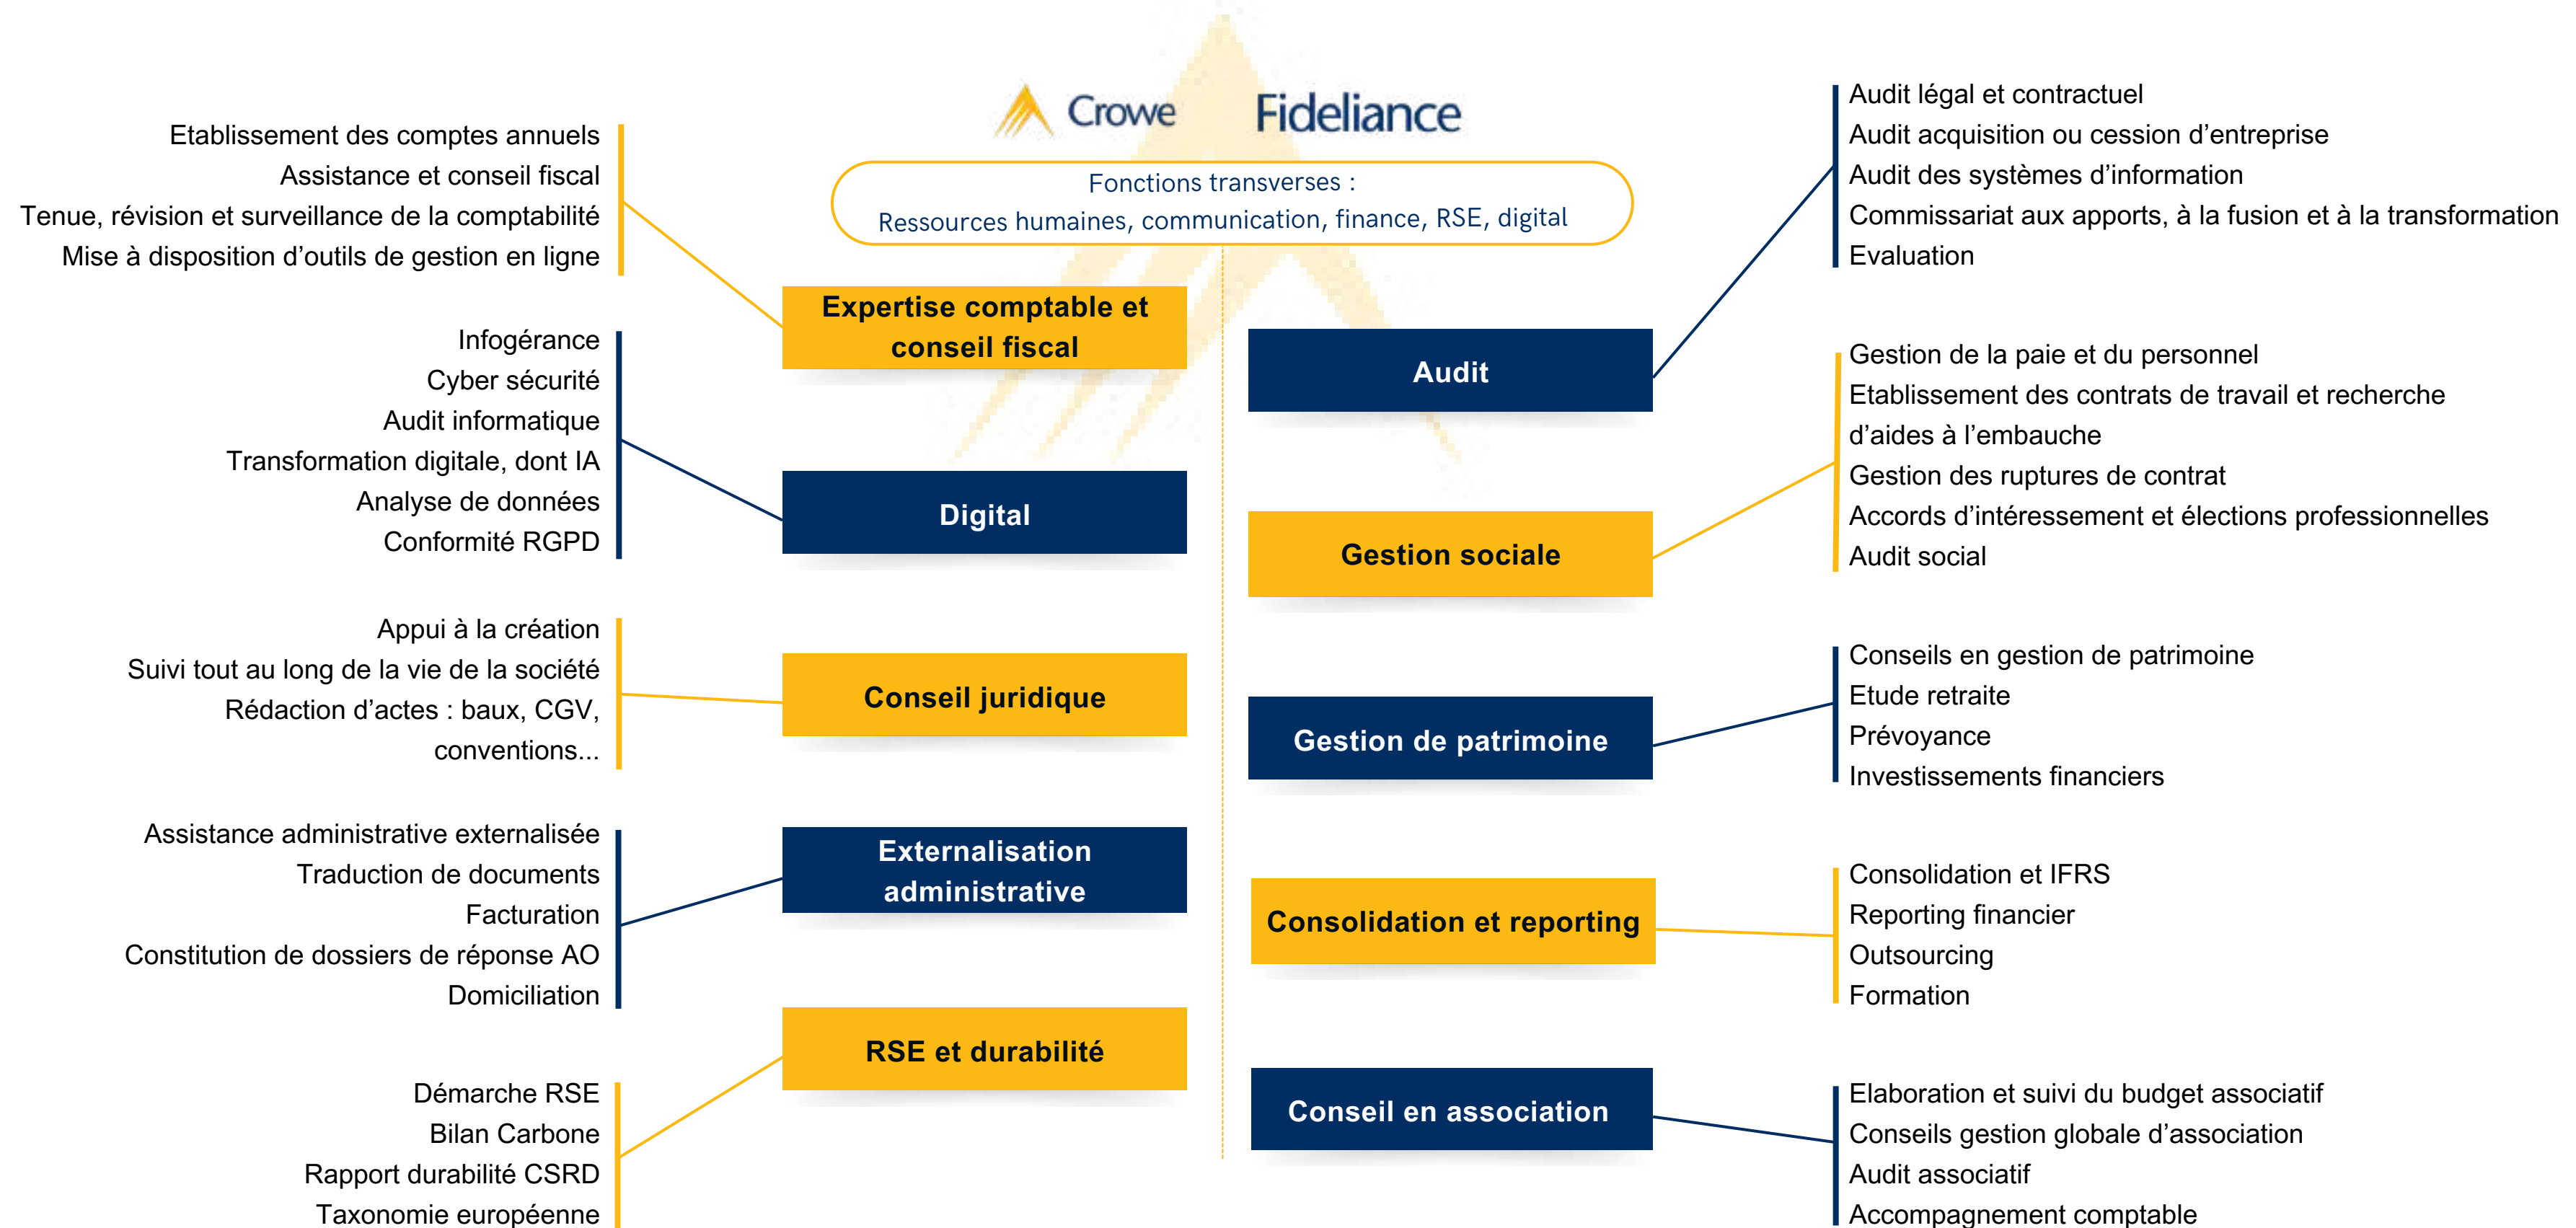 Crowe Fideliance
Fonctions transverses :
Ressources humaines, communication, finance, RSE, digital
Etablissement des comptes annuels
Assistance et conseil fiscal
Tenue, révision et surveillance de la comptabilité
Mise à disposition d’outils de gestion en ligne
Expertise comptable et
conseil fiscal
Infogérance
Cyber sécurité
Audit informatique
Transformation digitale, dont IA
Analyse de données
Conformité RGPD
Digital
Appui à la création
Suivi tout au long de la vie de la société
Rédaction d’actes : baux, CGV,
conventions...
Conseil juridique
Assistance administrative externalisée
Traduction de documents
Facturation
Constitution de dossiers de réponse AO
Domiciliation
Externalisation
administrative
Démarche RSE
Bilan Carbone
Rapport durabilité CSRD
Taxonomie européenne
RSE et durabilité
Audit
Audit légal et contractuel
Audit acquisition ou cession d’entreprise
Audit des systèmes d’information
Commissariat aux apports, à la fusion et à la transformation
Evaluation
Gestion sociale
Gestion de la paie et du personnel
Etablissement des contrats de travail et recherche
d’aides à l’embauche
Gestion des ruptures de contrat
Accords d’intéressement et élections professionnelles
Audit social
Gestion de patrimoine
Conseils en gestion de patrimoine
Etude retraite
Prévoyance
Investissements financiers
Consolidation et reporting
Consolidation et IFRS
Reporting financier
Outsourcing
Formation
Conseil en association
Elaboration et suivi du budget associatif
Conseils gestion globale d’association
Audit associatif
Accompagnement comptable